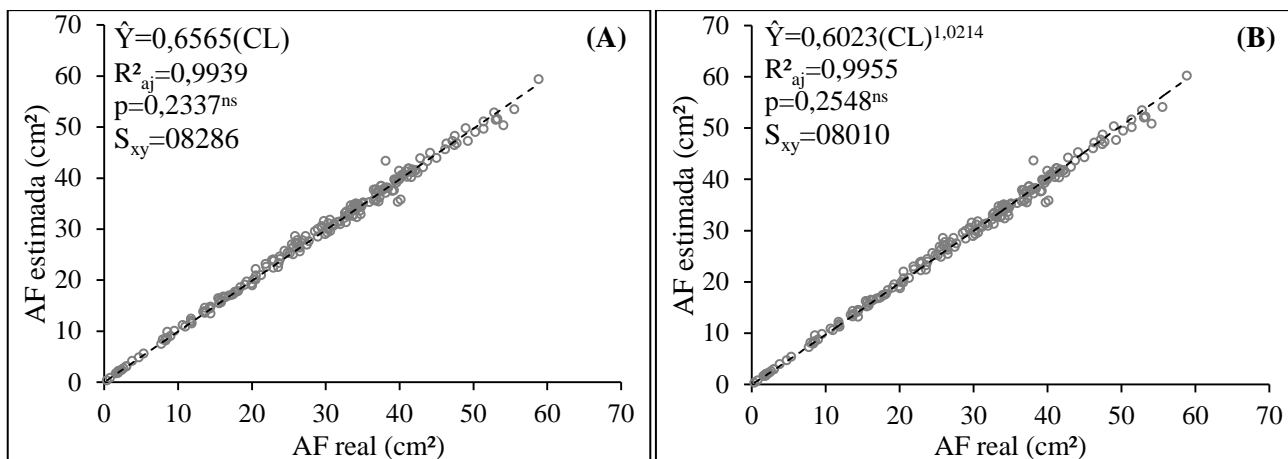 Ŷ=0,6565(CL)
(A)
R²aj=0,9939
p=0,2337ns
Sxy=08286
AF estimada (cm²)
70
60
50
40
30
20
10
0
0 10 20 30 40 50 60 70
AF real (cm²)
Ŷ=0,6023(CL)1,0214
(B)
R²aj=0,9955
p=0,2548ns
Sxy=08010
AF estimada (cm²)
70
60
50
40
30
20
10
0
0 10 20 30 40 50 60 70
AF real (cm²)